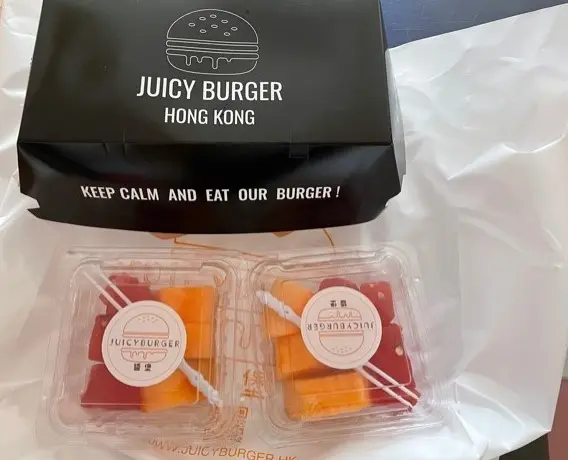 JUICY BURGER
HONG KONG
KEEP CALM AND EAT OUR BURGER !
JUICYBURGER
JUICYBURGER
WWW.JUICYBURGER.HK